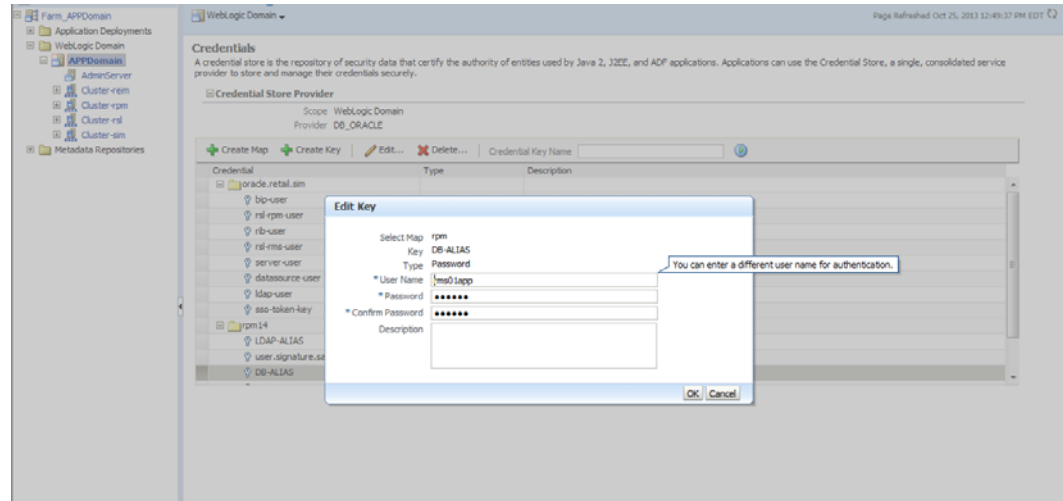 Farm_APPDomain
Application Deployments
WebLogic Domain
APPDomain
AdminServer
Cluster-reim
Cluster-rpm
Cluster-rsl
Cluster-sim
Metadata Repositories
WebLogic Domain
Page Refreshed Oct 25, 2013 12:49:37 PM EDT
Credentials
A credential store is the repository of security data that certify the authority of entities used by Java 2, J2EE, and ADF applications. Applications can use the Credential Store, a single, consolidated service
provider to store and manage their credentials securely.
Credential Store Provider
Scope WebLogic Domain
Provider DB_ORACLE
Create Map Create Key Edit... Delete... Credential Key Name
Credential Type Description
oracle.retail.sim
bip-user
rsl-rpm-user
rib-user
rsl-rms-user
server-user
datasource-user
ldap-user
sso-token-key
rpm14
LDAP-ALIAS
user.signature.sa
DB-ALIAS
Edit Key
Select Map rpm
Key DB-ALIAS
Type Password
* User Name rms01app
You can enter a different user name for authentication.
* Password ●●●●●●
* Confirm Password ●●●●●●
Description
OK Cancel